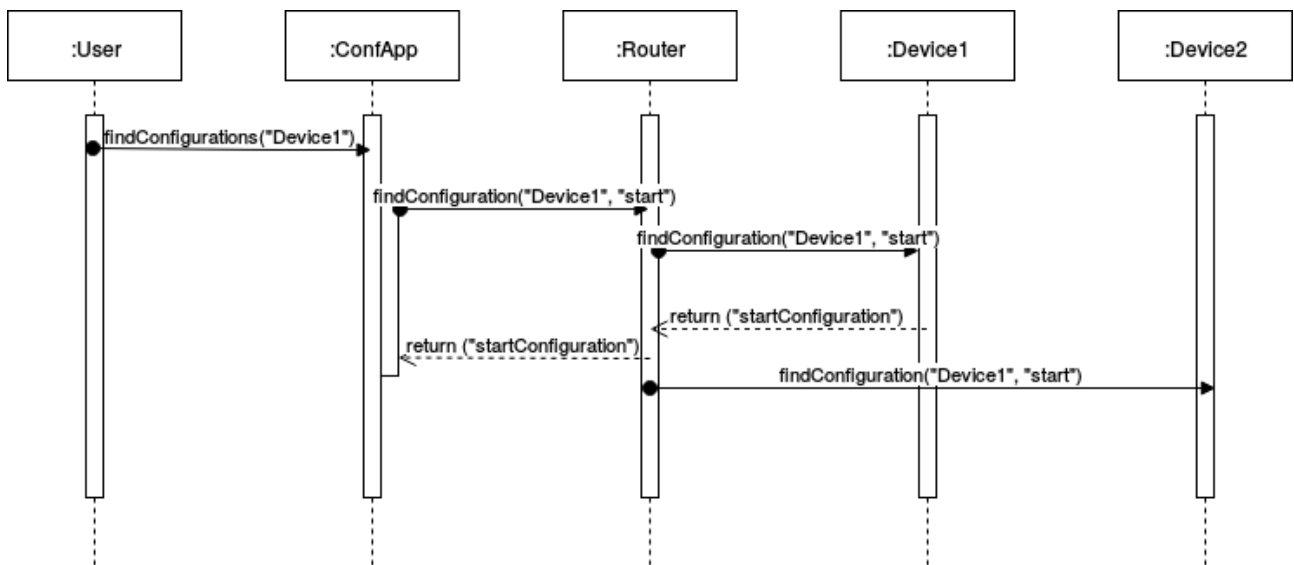 :User
:ConfApp
:Router
:Device1
:Device2
findConfigurations("Device1")
findConfiguration("Device1", "start")
findConfiguration("Device1", "start")
return ("startConfiguration")
return ("startConfiguration")
findConfiguration("Device1", "start")